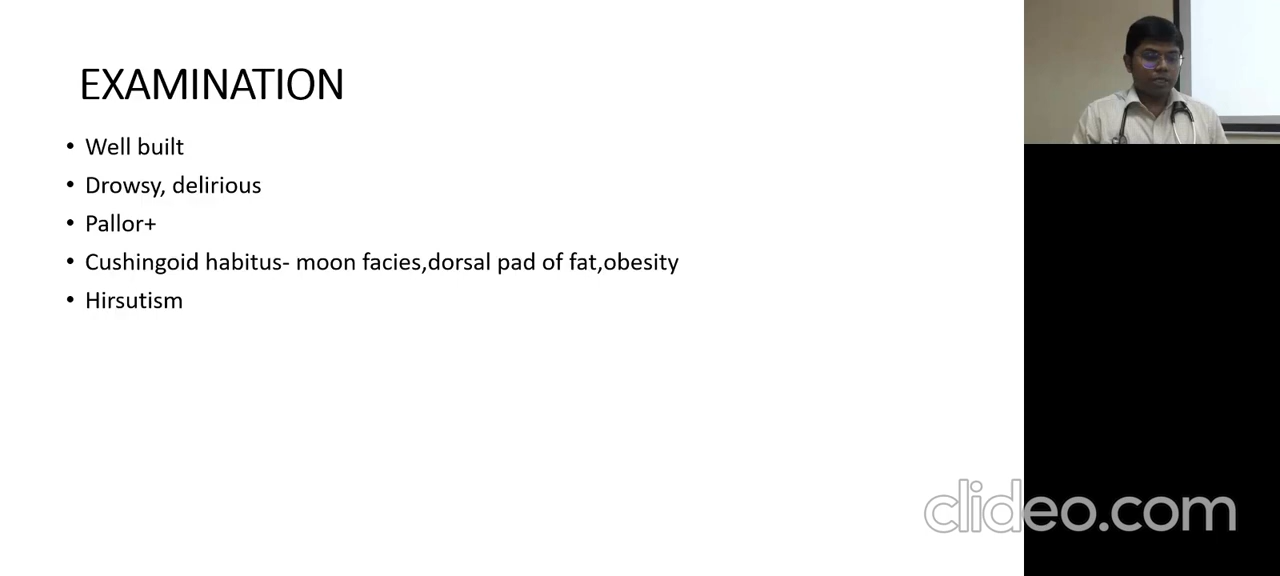 EXAMINATION
• Well built
• Drowsy, delirious
• Pallor+
• Cushingoid habitus- moon facies,dorsal pad of fat,obesity
• Hirsutism
clideo.com